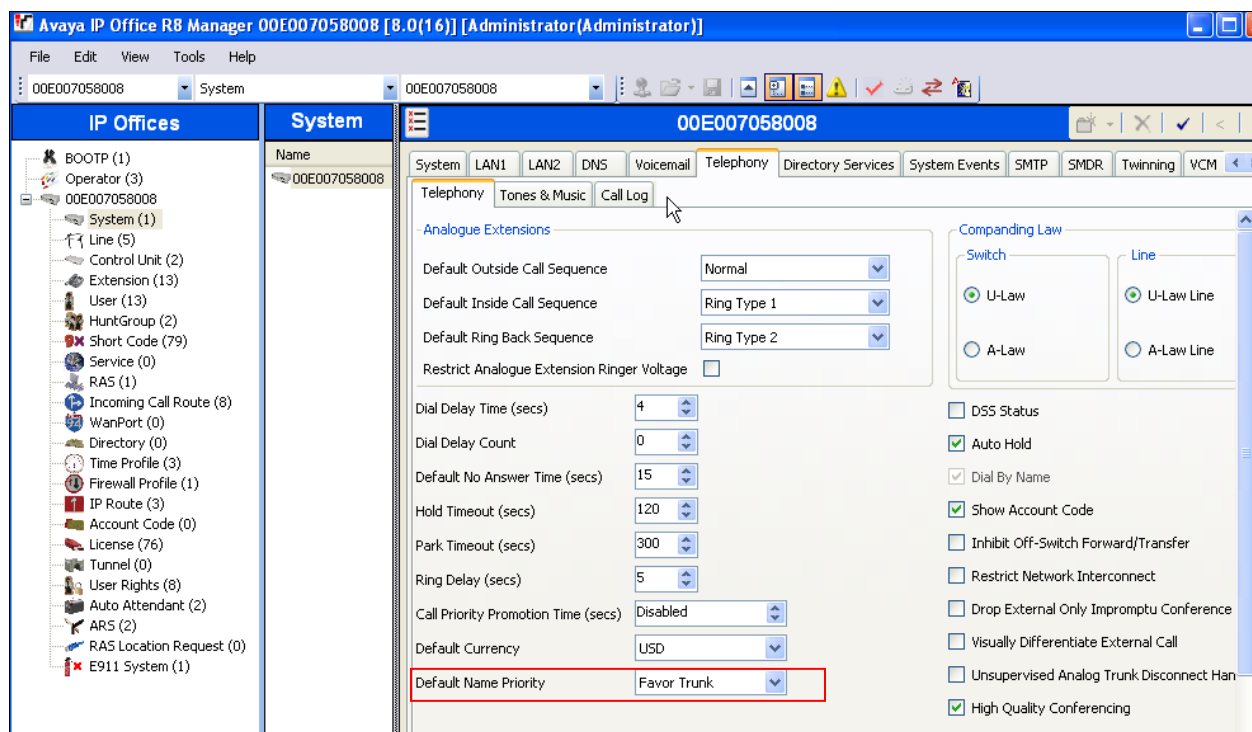 Avaya IP Office R8 Manager 00E007058008 [8.0(16)] [Administrator(Administrator)]
File Edit View Tools Help
00E007058008 System 00E007058008
IP Offices
BOOTP (1)
Operator (3)
00E007058008
System (1)
Line (5)
Control Unit (2)
Extension (13)
User (13)
HuntGroup (2)
Short Code (79)
Service (0)
RAS (1)
Incoming Call Route (8)
WanPort (0)
Directory (0)
Time Profile (3)
Firewall Profile (1)
IP Route (3)
Account Code (0)
License (76)
Tunnel (0)
User Rights (8)
Auto Attendant (2)
ARS (2)
RAS Location Request (0)
E911 System (1)
System
Name
00E007058008
00E007058008
System LAN1 LAN2 DNS Voicemail Telephony Directory Services System Events SMTP SMDR Twinning VCM
Telephony Tones & Music Call Log
Analogue Extensions
Default Outside Call Sequence Normal
Default Inside Call Sequence Ring Type 1
Default Ring Back Sequence Ring Type 2
Restrict Analogue Extension Ringer Voltage
Companding Law
Switch Line
U-Law U-Law Line
A-Law A-Law Line
Dial Delay Time (secs) 4
Dial Delay Count 0
Default No Answer Time (secs) 15
Hold Timeout (secs) 120
Park Timeout (secs) 300
Ring Delay (secs) 5
Call Priority Promotion Time (secs) Disabled
Default Currency USD
Default Name Priority Favor Trunk
DSS Status
Auto Hold
Dial By Name
Show Account Code
Inhibit Off-Switch Forward/Transfer
Restrict Network Interconnect
Drop External Only Impromptu Conference
Visually Differentiate External Call
Unsupervised Analog Trunk Disconnect Han
High Quality Conferencing